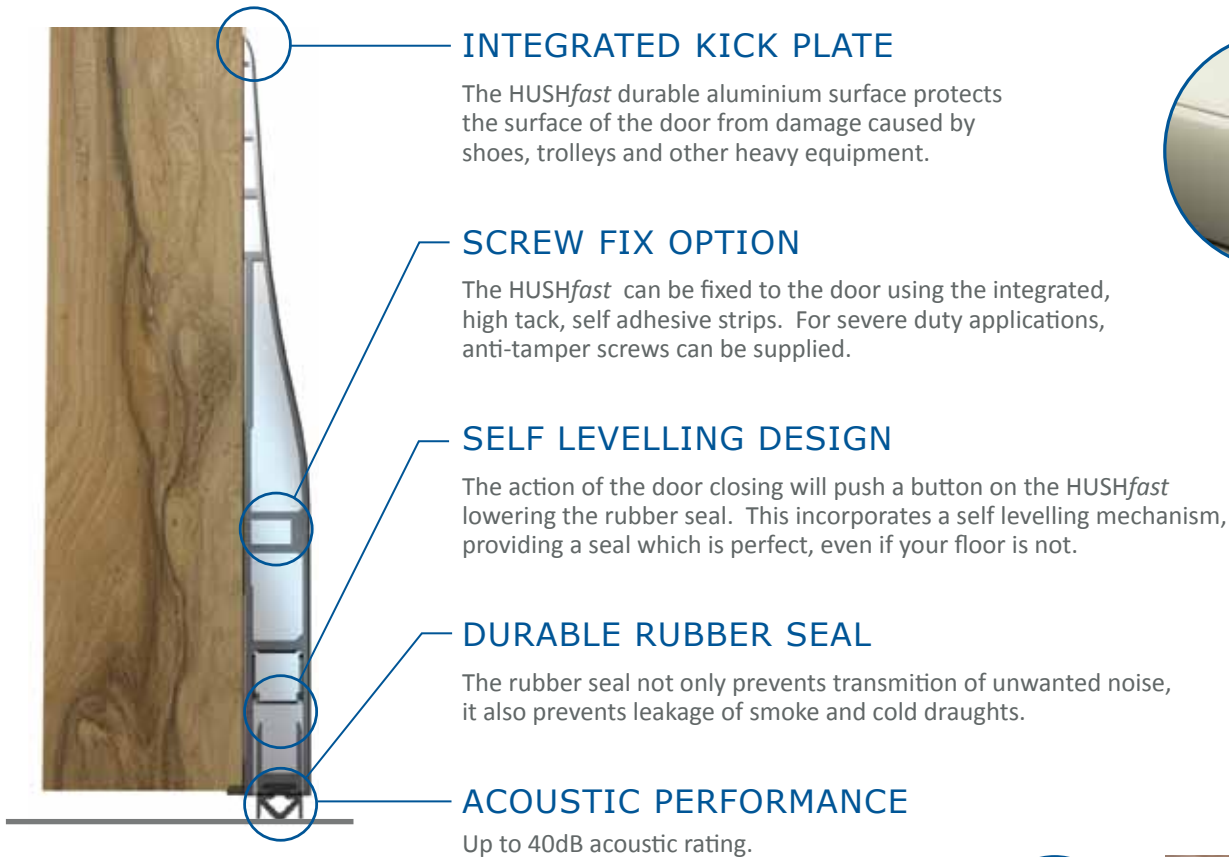 INTEGRATED KICK PLATE
The HUSHfast durable aluminium surface protects
the surface of the door from damage caused by
shoes, trolleys and other heavy equipment.
SCREW FIX OPTION
The HUSHfast can be fixed to the door using the integrated,
high tack, self adhesive strips. For severe duty applications,
anti-tamper screws can be supplied.
SELF LEVELLING DESIGN
The action of the door closing will push a button on the HUSHfast
lowering the rubber seal. This incorporates a self levelling mechanism,
providing a seal which is perfect, even if your floor is not.
DURABLE RUBBER SEAL
The rubber seal not only prevents transmition of unwanted noise,
it also prevents leakage of smoke and cold draughts.
ACOUSTIC PERFORMANCE
Up to 40dB acoustic rating.